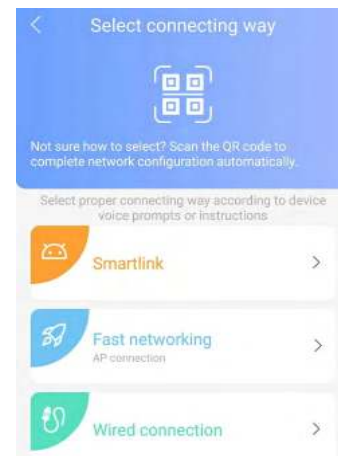 Select connecting way
Not sure how to select? Scan the QR code to
complete network configuration automatically.
Select proper connecting way according to device
voice prompts or instructions
Smartlink
Fast networking
AP connection
Wired connection